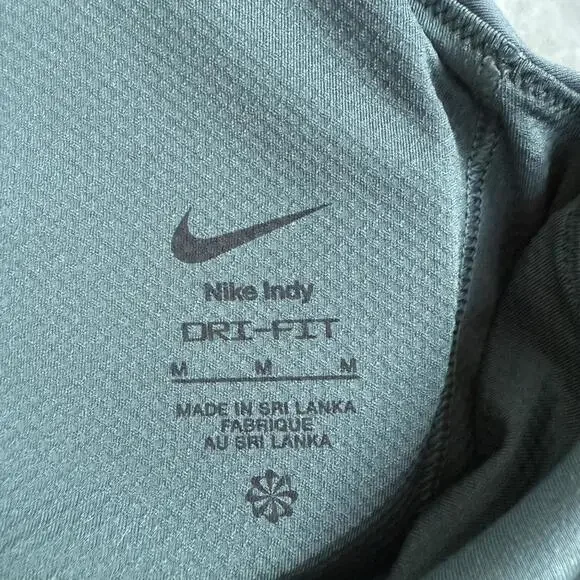 Nike Indy
DRI-FIT
M M M
MADE IN SRI LANKA
FABRIQUE
AU SRI LANKA